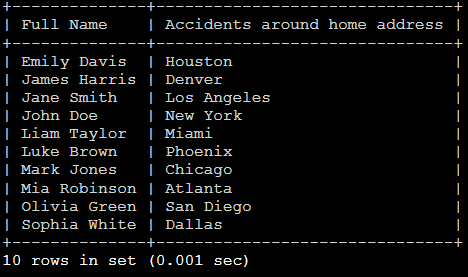 +---------------+-------------------------------+
| Full Name     | Accidents around home address |
+---------------+-------------------------------+
| Emily Davis   | Houston                       |
| James Harris  | Denver                        |
| Jane Smith    | Los Angeles                   |
| John Doe      | New York                      |
| Liam Taylor   | Miami                         |
| Luke Brown    | Phoenix                       |
| Mark Jones    | Chicago                       |
| Mia Robinson  | Atlanta                       |
| Olivia Green  | San Diego                     |
| Sophia White  | Dallas                        |
+---------------+-------------------------------+
10 rows in set (0.001 sec)